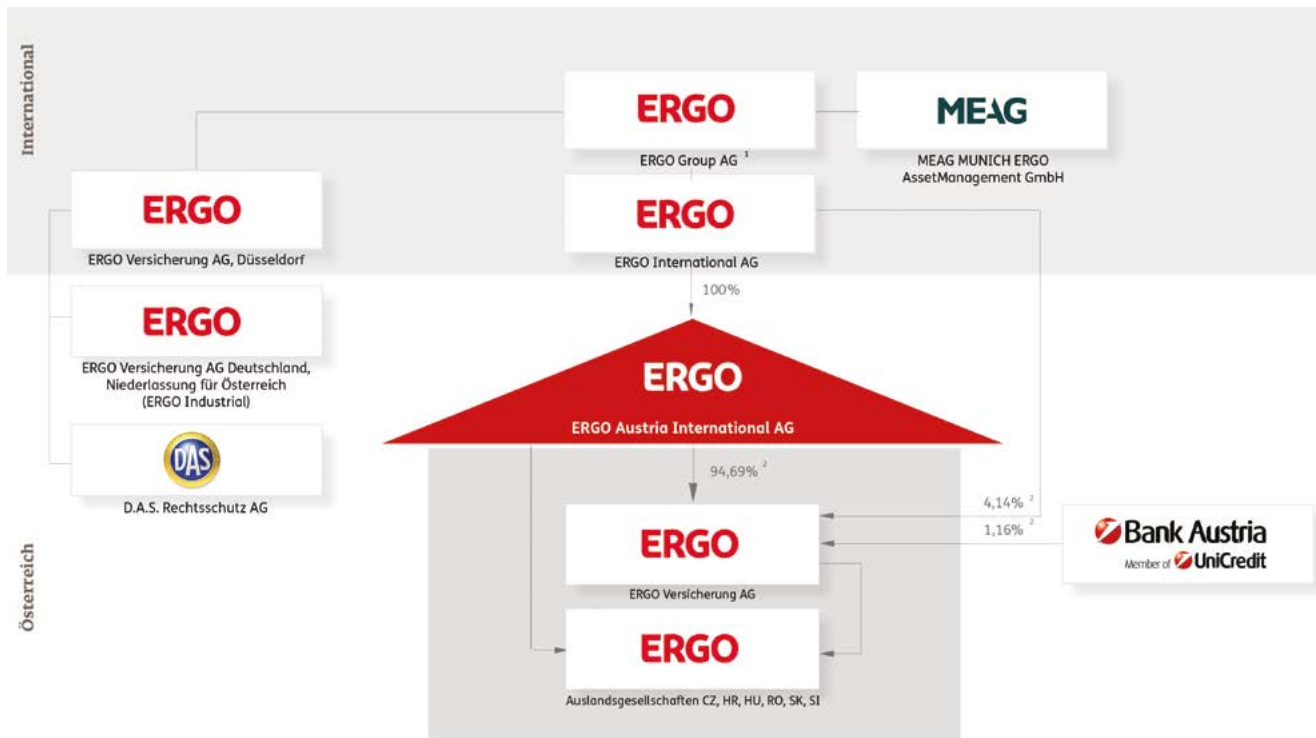 International
ERGO
ERGO Group AG 1
MEAG
MEAG MUNICH ERGO
AssetManagement GmbH
ERGO
ERGO Versicherung AG, Düsseldorf
ERGO
ERGO International AG
100%
ERGO
ERGO Versicherung AG Deutschland,
Niederlassung für Österreich
(ERGO Industrial)
ERGO
ERGO Austria International AG
DAS
D.A.S. Rechtsschutz AG
94,69% 2
4,14% 2
1,16% 2
Bank Austria
Member of UniCredit
ERGO
ERGO Versicherung AG
ERGO
Auslandsgesellschaften CZ, HR, HU, RO, SK, SI
Österreich